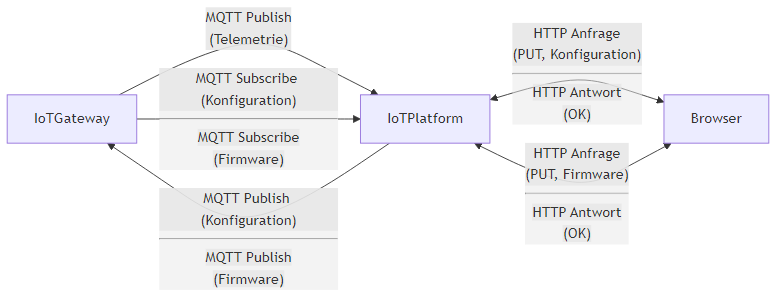 MQTT Publish
(Telemetrie)
HTTP Anfrage
(PUT, Konfiguration)
MQTT Subscribe
(Konfiguration)
HTTP Antwort
(OK)
IoTGateway
IoTPlatform
Browser
MQTT Subscribe
(Firmware)
HTTP Anfrage
(PUT, Firmware)
MQTT Publish
(Konfiguration)
HTTP Antwort
(OK)
MQTT Publish
(Firmware)